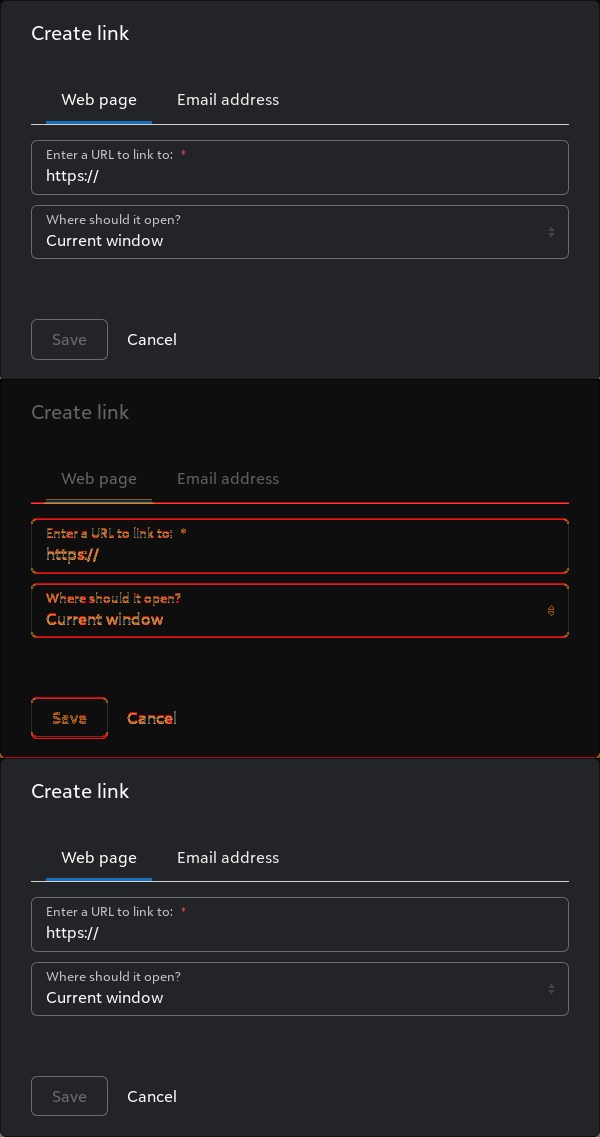 Create link
Web page Email address
Enter a URL to link to: *
https://
Where should it open?
Current window
Save Cancel
Create link
Web page Email address
Enter a URL to link to: *
https://
Where should it open?
Current window
Save Cancel
Create link
Web page Email address
Enter a URL to link to: *
https://
Where should it open?
Current window
Save Cancel